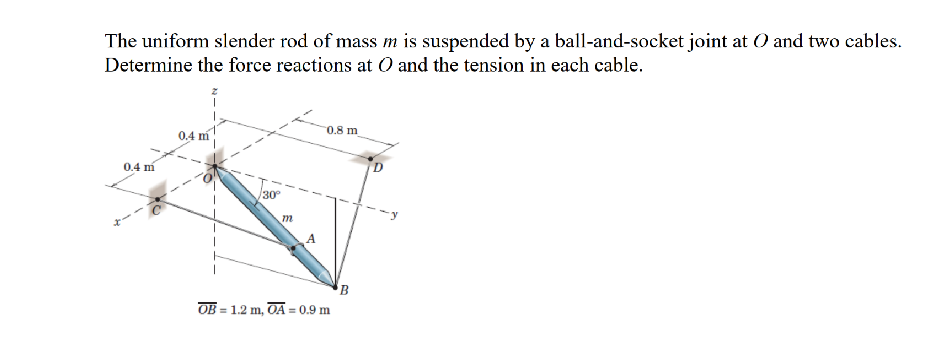 The uniform slender rod of mass m is suspended by a ball-and-socket joint at O and two cables.
Determine the force reactions at O and the tension in each cable.
z
0.4 m
0.8 m
0.4 m
D
O
30°
C
x
y
m
A
B
OB = 1.2 m, OA = 0.9 m